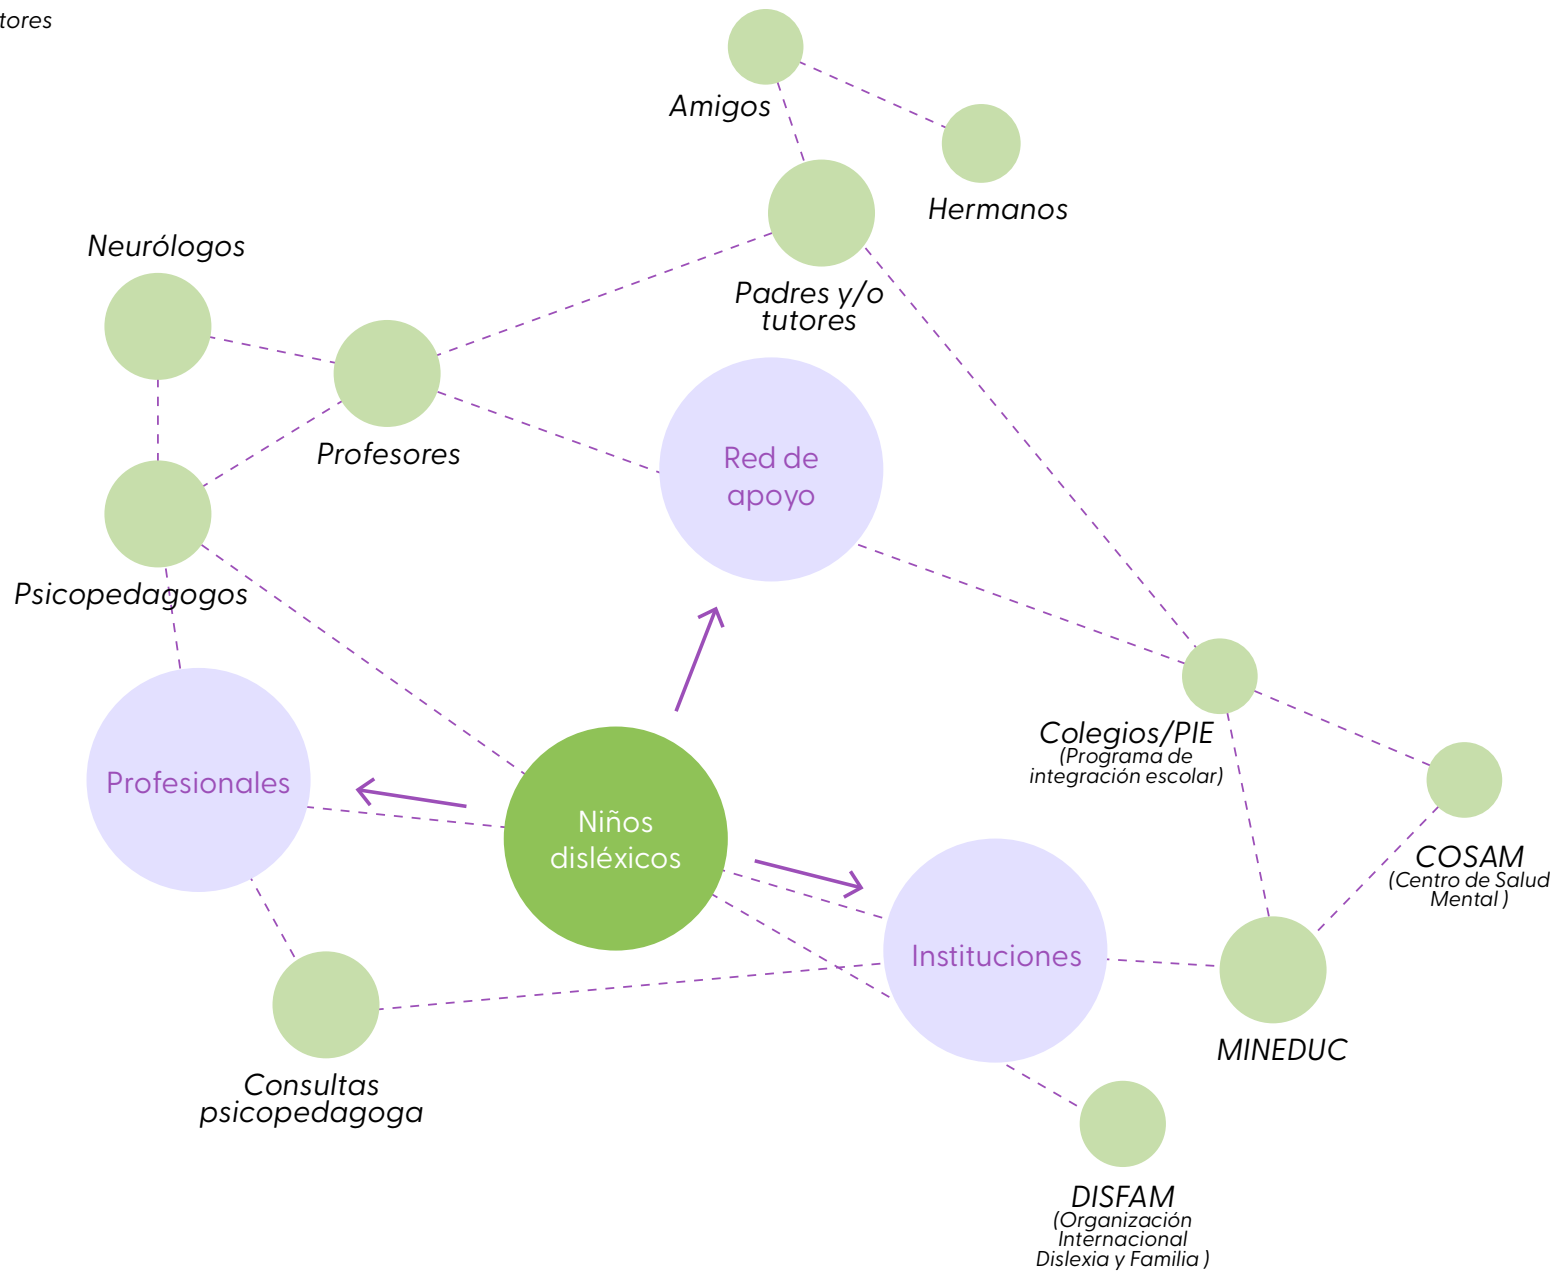 tores
Amigos
Hermanos
Neurólogos
Padres y/o
tutores
Profesores
Red de
apoyo
Psicopedagogos
Colegios/PIE
(Programa de
integración escolar)
Profesionales
Niños
disléxicos
COSAM
(Centro de Salud
Mental )
Instituciones
MINEDUC
Consultas
psicopedagoga
DISFAM
(Organización
Internacional
Dislexia y Familia )